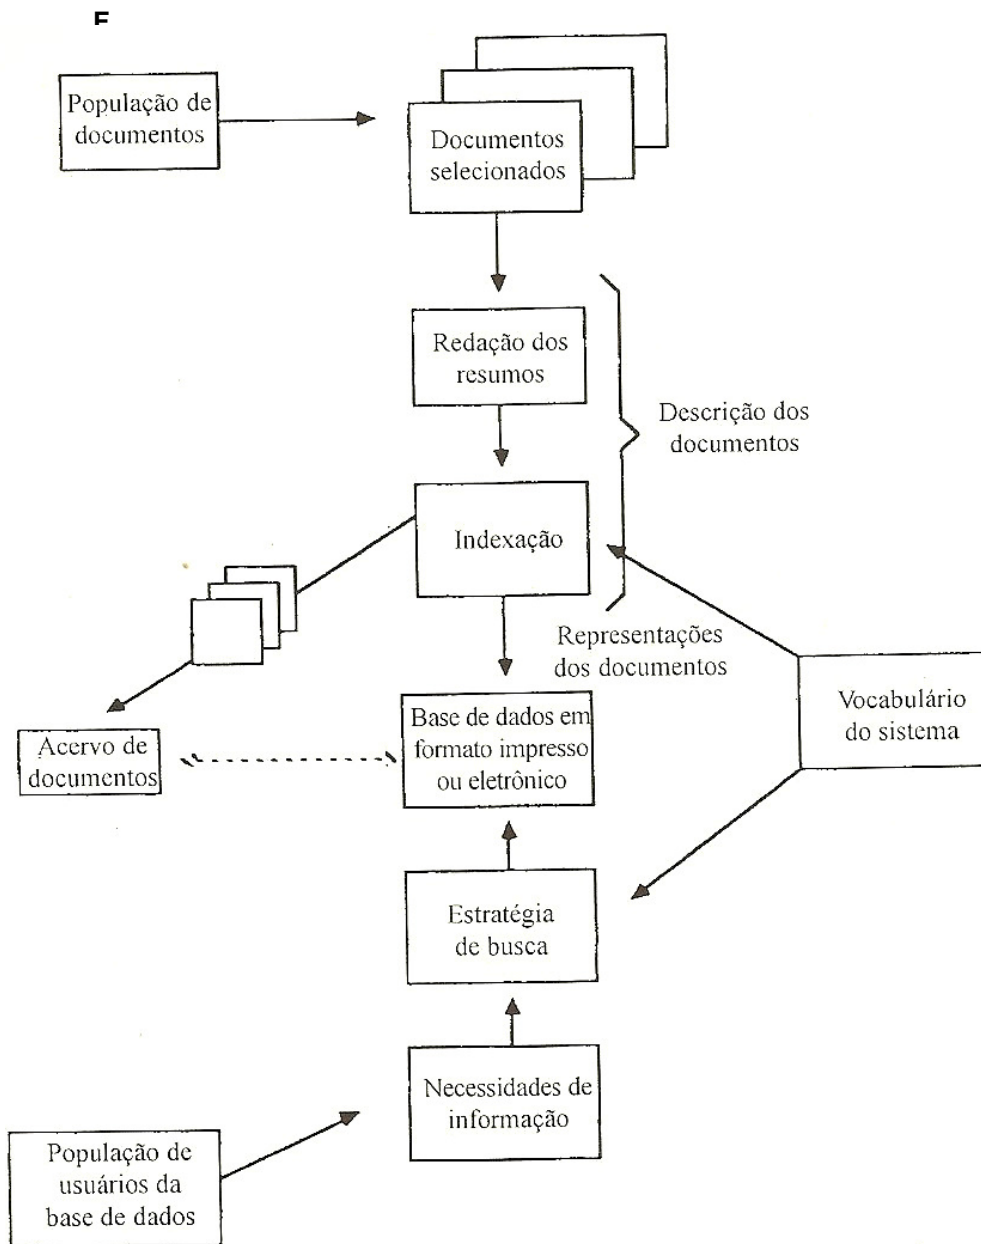 População de
documentos
Documentos
selecionados
Redação dos
resumos
Descrição dos
documentos
Indexação
Representações
dos documentos
Vocabulário
do sistema
Base de dados em
formato impresso
ou eletrônico
Acervo de
documentos
Estratégia
de busca
Necessidades de
informação
População de
usuários da
base de dados